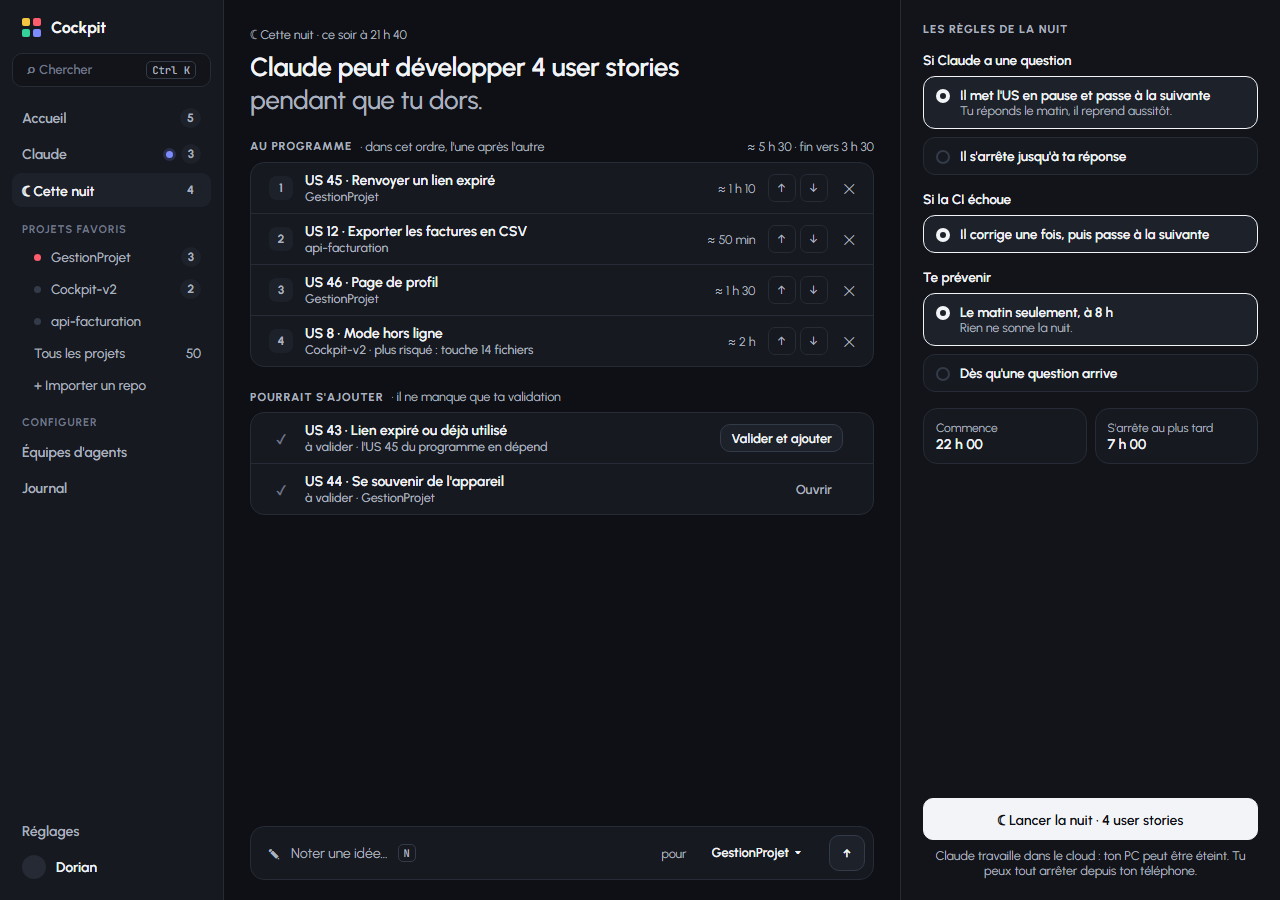 Cockpit
Chercher
Ctrl K
Accueil 5
Claude 3
Cette nuit 4
PROJETS FAVORIS
GestionProjet 3
Cockpit-v2 2
api-facturation
Tous les projets 50
+ Importer un repo
CONFIGURER
Équipes d'agents
Journal
Réglages
Dorian
Cette nuit · ce soir à 21 h 40
Claude peut développer 4 user stories
pendant que tu dors.
AU PROGRAMME · dans cet ordre, l'une après l'autre
≈ 5 h 30 · fin vers 3 h 30
1
US 45 · Renvoyer un lien expiré
GestionProjet
≈ 1 h 10 ↑ ↓ ×
2
US 12 · Exporter les factures en CSV
api-facturation
≈ 50 min ↑ ↓ ×
3
US 46 · Page de profil
GestionProjet
≈ 1 h 30 ↑ ↓ ×
4
US 8 · Mode hors ligne
Cockpit-v2 · plus risqué : touche 14 fichiers
≈ 2 h ↑ ↓ ×
POURRAIT S'AJOUTER · il ne manque que ta validation
✓
US 43 · Lien expiré ou déjà utilisé
à valider · l'US 45 du programme en dépend
Valider et ajouter
✓
US 44 · Se souvenir de l'appareil
à valider · GestionProjet
Ouvrir
Noter une idée... N
pour GestionProjet
↑
LES RÈGLES DE LA NUIT
Si Claude a une question
Il met l'US en pause et passe à la suivante
Tu réponds le matin, il reprend aussitôt.
Il s'arrête jusqu'à ta réponse
Si la CI échoue
Il corrige une fois, puis passe à la suivante
Te prévenir
Le matin seulement, à 8 h
Rien ne sonne la nuit.
Dès qu'une question arrive
Commence
22 h 00
S'arrête au plus tard
7 h 00
Lancer la nuit · 4 user stories
Claude travaille dans le cloud : ton PC peut être éteint. Tu
peux tout arrêter depuis ton téléphone.